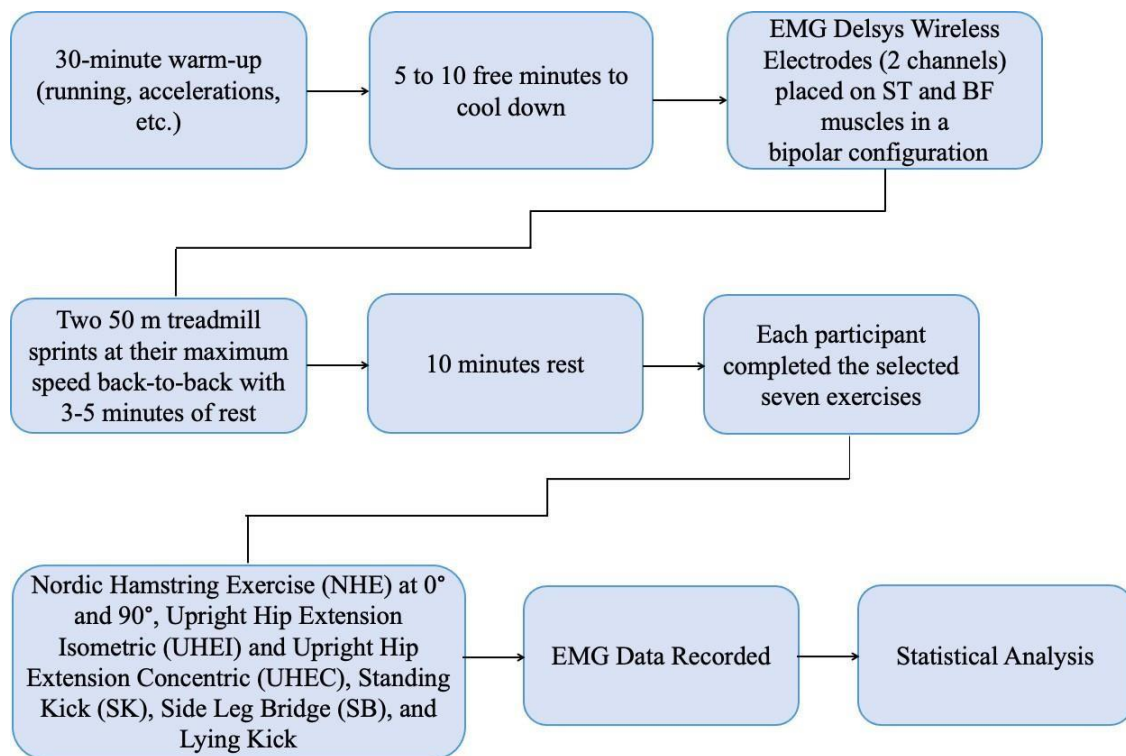 30-minute warm-up
(running, accelerations,
etc.)
5 to 10 free minutes to
cool down
EMG Delsys Wireless
Electrodes (2 channels)
placed on ST and BF
muscles in a
bipolar configuration
Two 50 m treadmill
sprints at their maximum
speed back-to-back with
3-5 minutes of rest
10 minutes rest
Each participant
completed the selected
seven exercises
Nordic Hamstring Exercise (NHE) at 0°
and 90°, Upright Hip Extension
Isometric (UHEI) and Upright Hip
Extension Concentric (UHEC), Standing
Kick (SK), Side Leg Bridge (SB), and
Lying Kick
EMG Data Recorded
Statistical Analysis